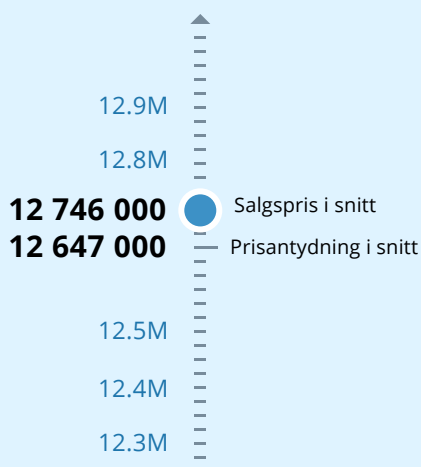 12.9M
12.8M
12 746 000 Salgspris i snitt
12 647 000 Prisantydning i snitt
12.5M
12.4M
12.3M